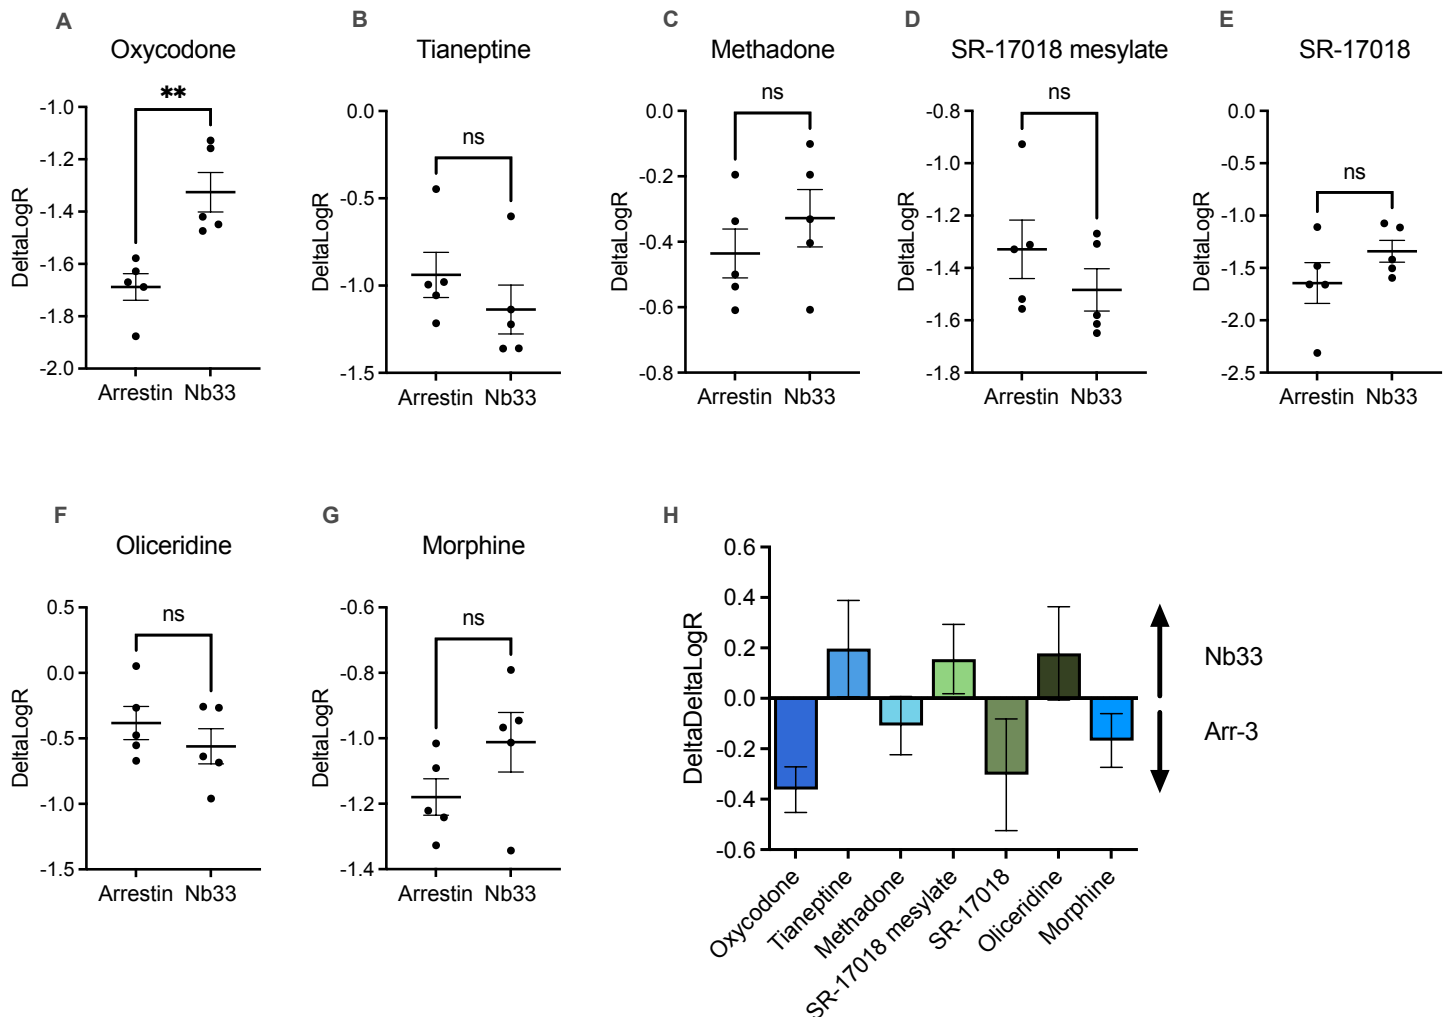 A
Oxycodone
**
DeltaLogR
-1.0
-1.2
-1.4
-1.6
-1.8
-2.0
Arrestin Nb33
B
Tianeptine
ns
DeltaLogR
0.0
-0.5
-1.0
-1.5
Arrestin Nb33
C
Methadone
ns
DeltaLogR
0.0
-0.2
-0.4
-0.6
-0.8
Arrestin Nb33
D
SR-17018 mesylate
ns
DeltaLogR
-0.8
-1.0
-1.2
-1.4
-1.6
-1.8
Arrestin Nb33
E
SR-17018
ns
DeltaLogR
0.0
-0.5
-1.0
-1.5
-2.0
-2.5
Arrestin Nb33
F
Oliceridine
ns
DeltaLogR
0.5
0.0
-0.5
-1.0
-1.5
Arrestin Nb33
G
Morphine
ns
DeltaLogR
-0.6
-0.8
-1.0
-1.2
-1.4
Arrestin Nb33
H
DeltaDeltaLogR
0.6
0.4
0.2
0.0
-0.2
-0.4
-0.6
Nb33
Arr-3
Oxycodone
Tianeptine
Methadone
SR-17018 mesylate
SR-17018
Oliceridine
Morphine